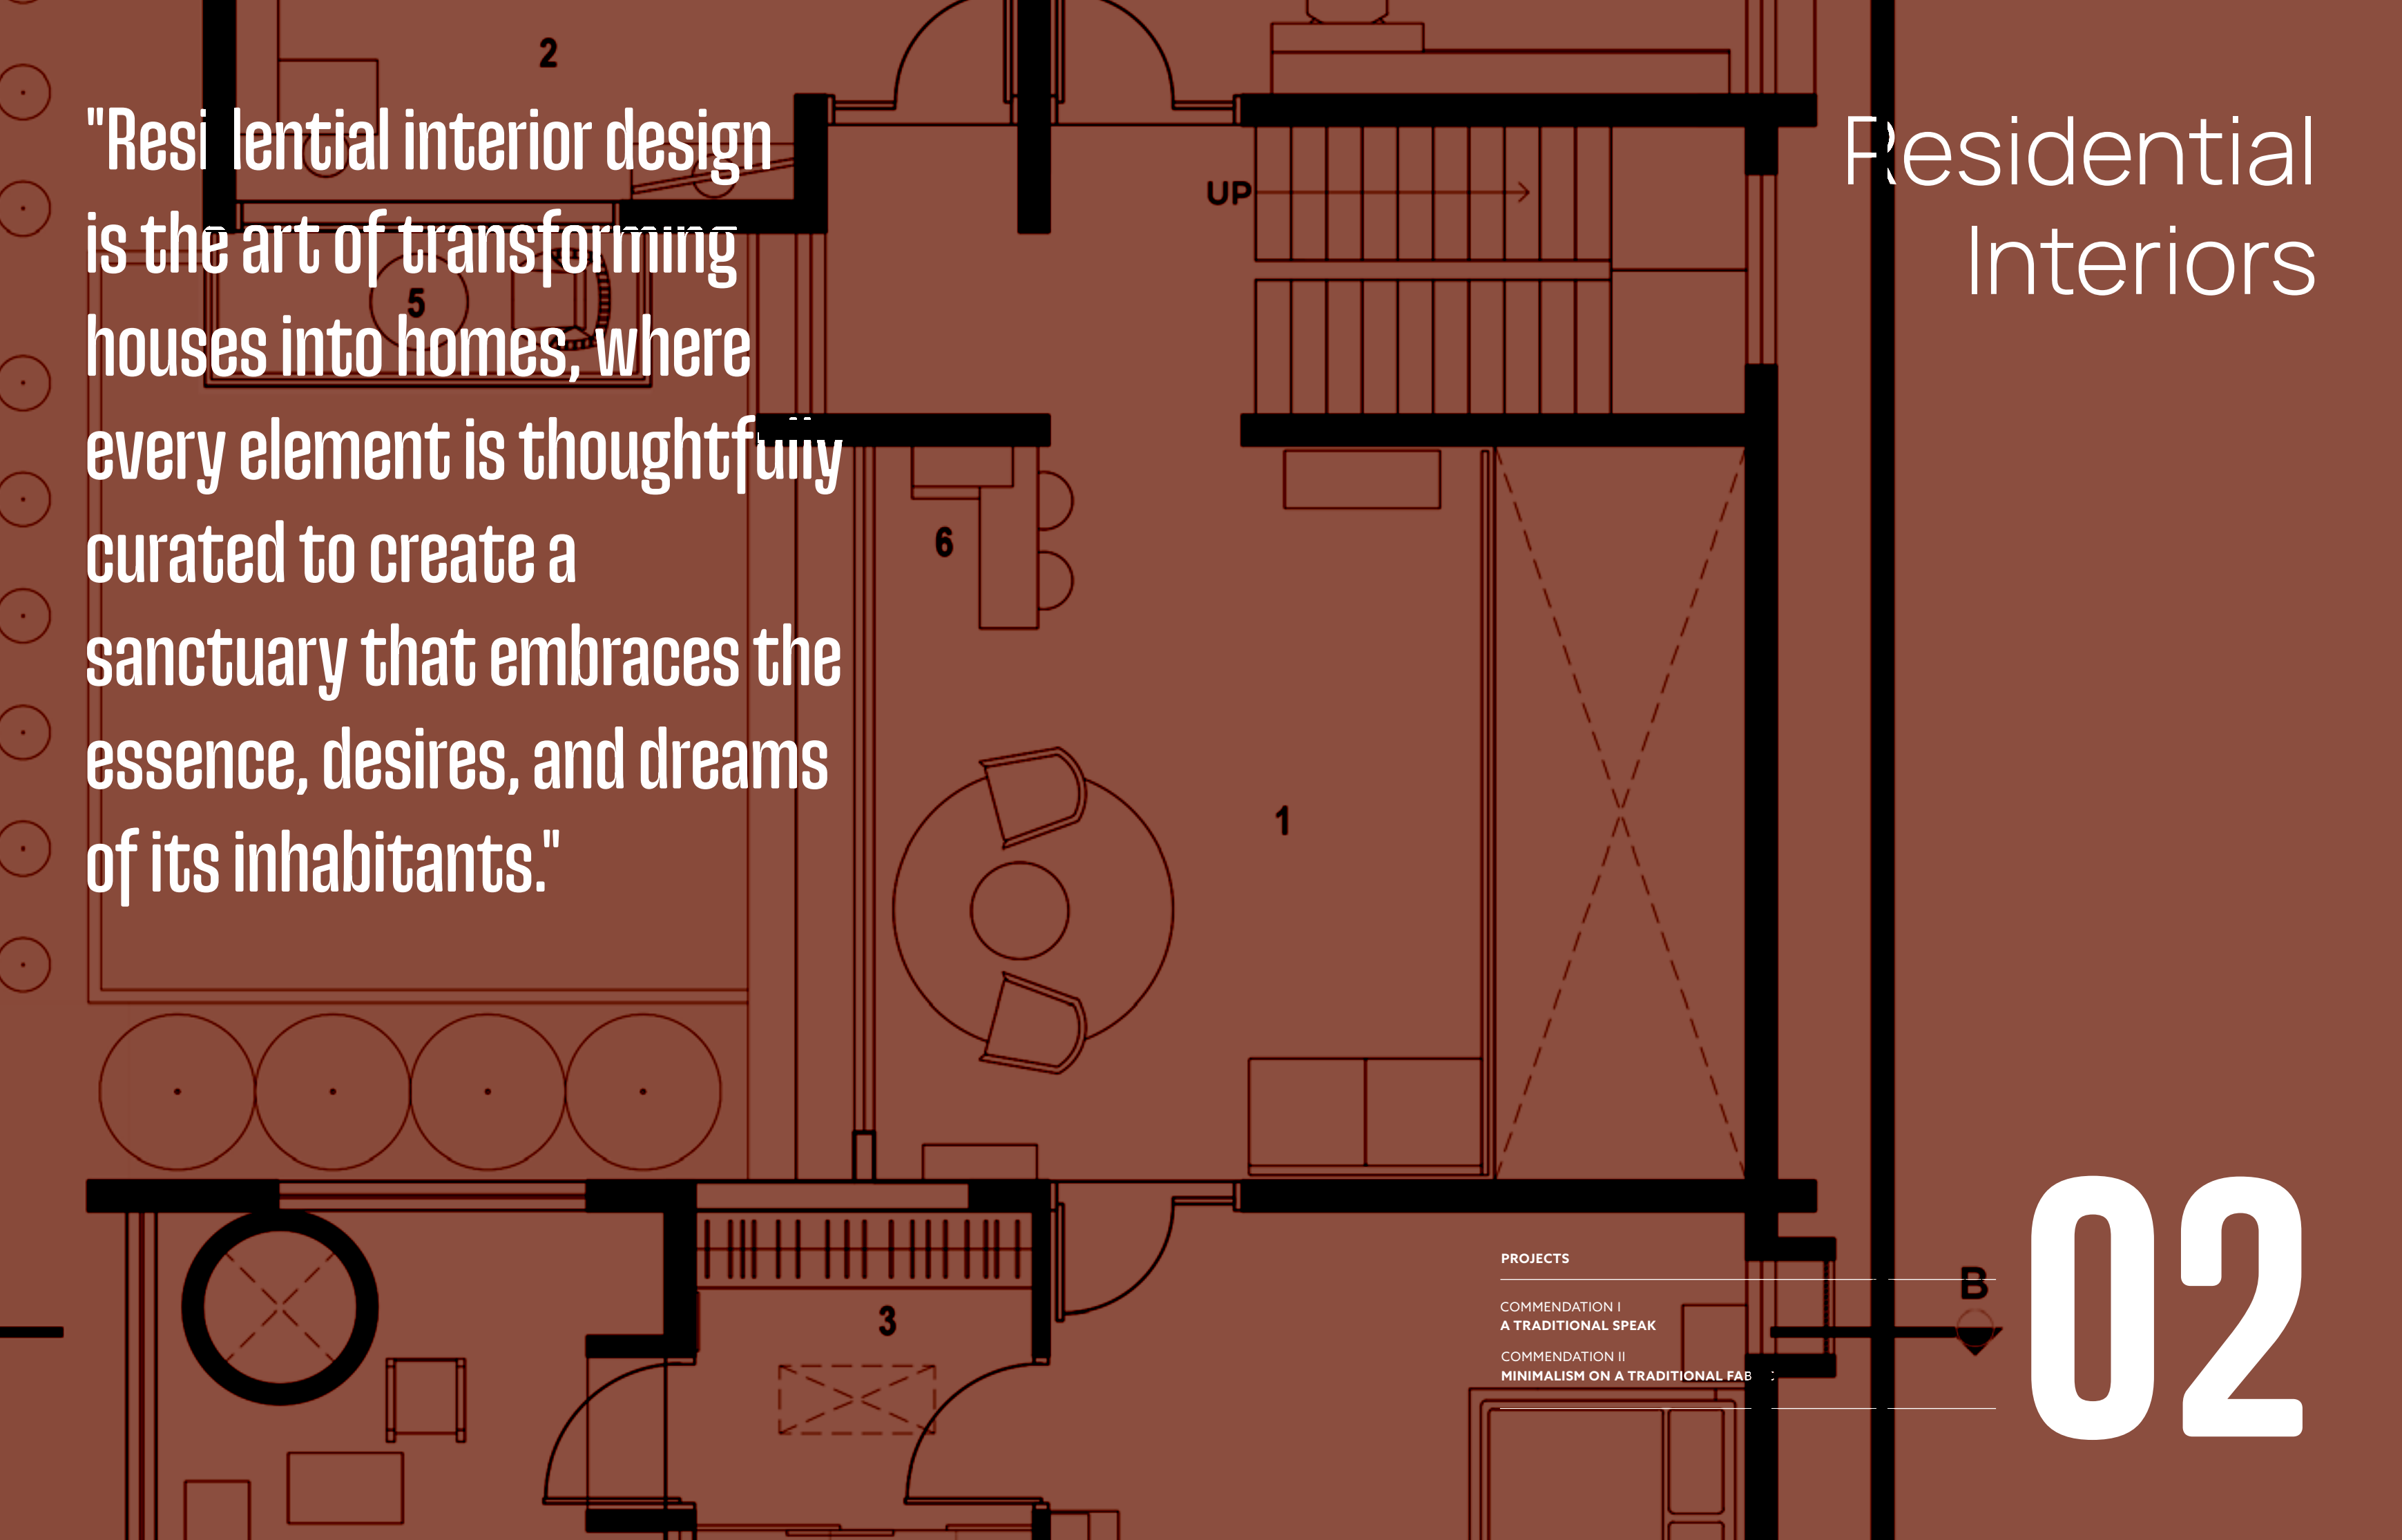 "Residential interior design
is the art of transforming
houses into homes, where
every element is thoughtfully
curated to create a
sanctuary that embraces the
essence, desires, and dreams
of its inhabitants."
Residential
Interiors
2
UP
5
6
1
3
B
PROJECTS
COMMENDATION I
A TRADITIONAL SPEAK
COMMENDATION II
MINIMALISM ON A TRADITIONAL FABRIC
02